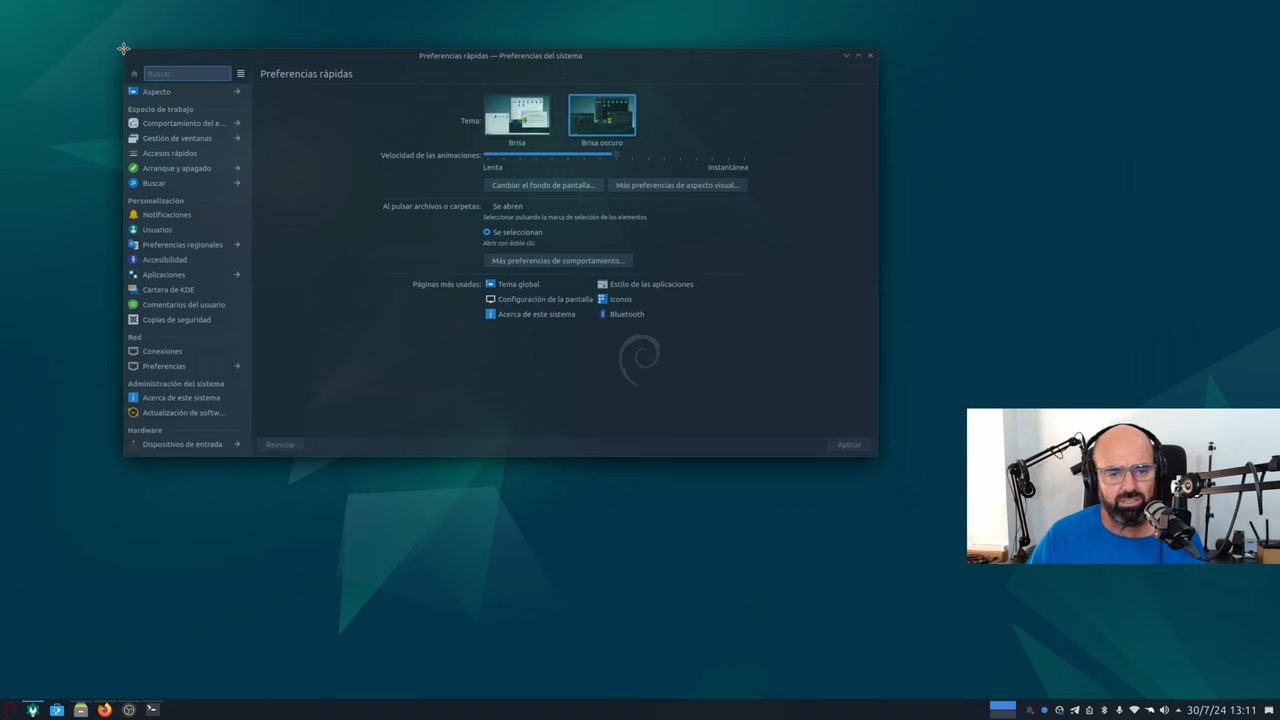 Preferencias rápidas — Preferencias del sistema
Buscar...
Preferencias rápidas
Aspecto
Espacio de trabajo
Comportamiento del e...
Gestión de ventanas
Accesos rápidos
Arranque y apagado
Buscar
Personalización
Notificaciones
Usuarios
Preferencias regionales
Accesibilidad
Aplicaciones
Cartera de KDE
Comentarios del usuario
Copias de seguridad
Red
Conexiones
Preferencias
Administración del sistema
Acerca de este sistema
Actualización de softw...
Hardware
Dispositivos de entrada
Tema:
Brisa
Brisa oscuro
Velocidad de las animaciones:
Lenta
Instantánea
Cambiar el fondo de pantalla...
Más preferencias de aspecto visual...
Al pulsar archivos o carpetas:
Se abren
Seleccionar pulsando la marca de selección de los elementos
Se seleccionan
Abrir con doble clic
Más preferencias de comportamiento...
Páginas más usadas:
Tema global
Estilo de las aplicaciones
Configuración de la pantalla
Iconos
Acerca de este sistema
Bluetooth
Reiniciar
Aplicar
30/7/24 13:11